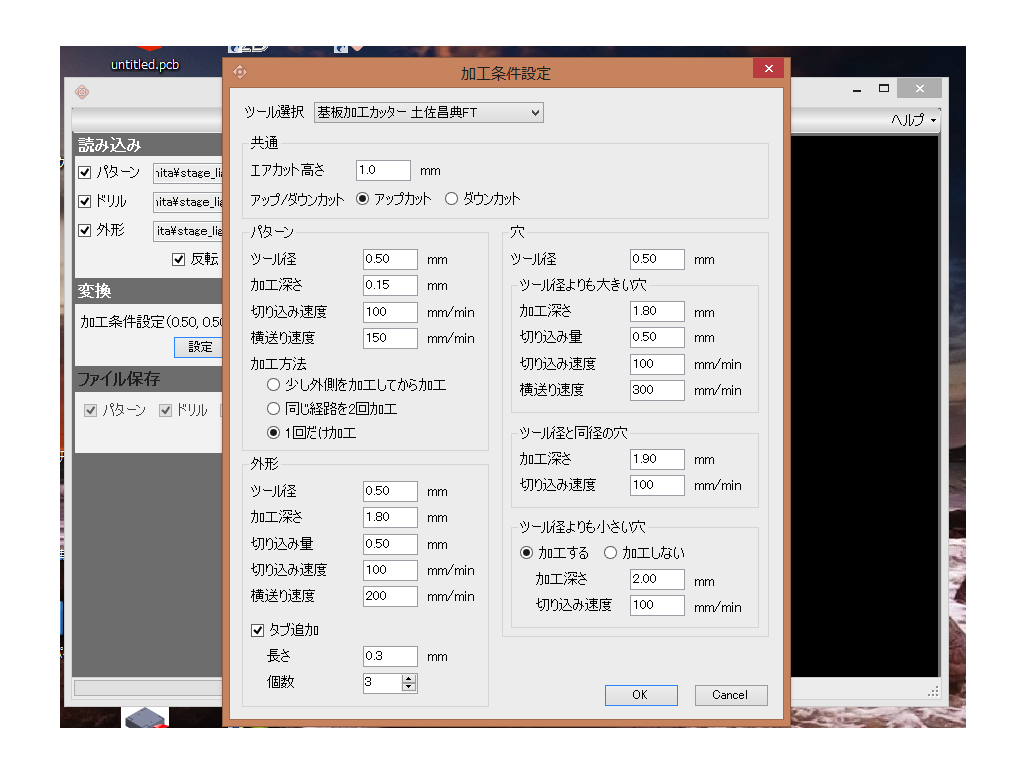 untitled.pcb
加工条件設定
ツール選択 基板加工カッター 土佐昌典FT
ヘルプ
共通
エアカット高さ 1.0 mm
アップ/ダウンカット アップカット ダウンカット
読み込み
パターン nita¥stage_lia
ドリル nita¥stage_lia
外形 ita¥stage_lia
反転
変換
加工条件設定(0.50, 0.50
設定
ファイル保存
パターン ドリル
パターン
ツール径 0.50 mm
加工深さ 0.15 mm
切り込み速度 100 mm/min
横送り速度 150 mm/min
加工方法
少し外側を加工してから加工
同じ経路を2回加工
1回だけ加工
外形
ツール径 0.50 mm
加工深さ 1.80 mm
切り込み量 0.50 mm
切り込み速度 100 mm/min
横送り速度 200 mm/min
タブ追加
長さ 0.3 mm
個数 3
穴
ツール径 0.50 mm
ツール径よりも大きい穴
加工深さ 1.80 mm
切り込み量 0.50 mm
切り込み速度 100 mm/min
横送り速度 300 mm/min
ツール径と同径の穴
加工深さ 1.90 mm
切り込み速度 100 mm/min
ツール径よりも小さい穴
加工する 加工しない
加工深さ 2.00 mm
切り込み速度 100 mm/min
OK Cancel